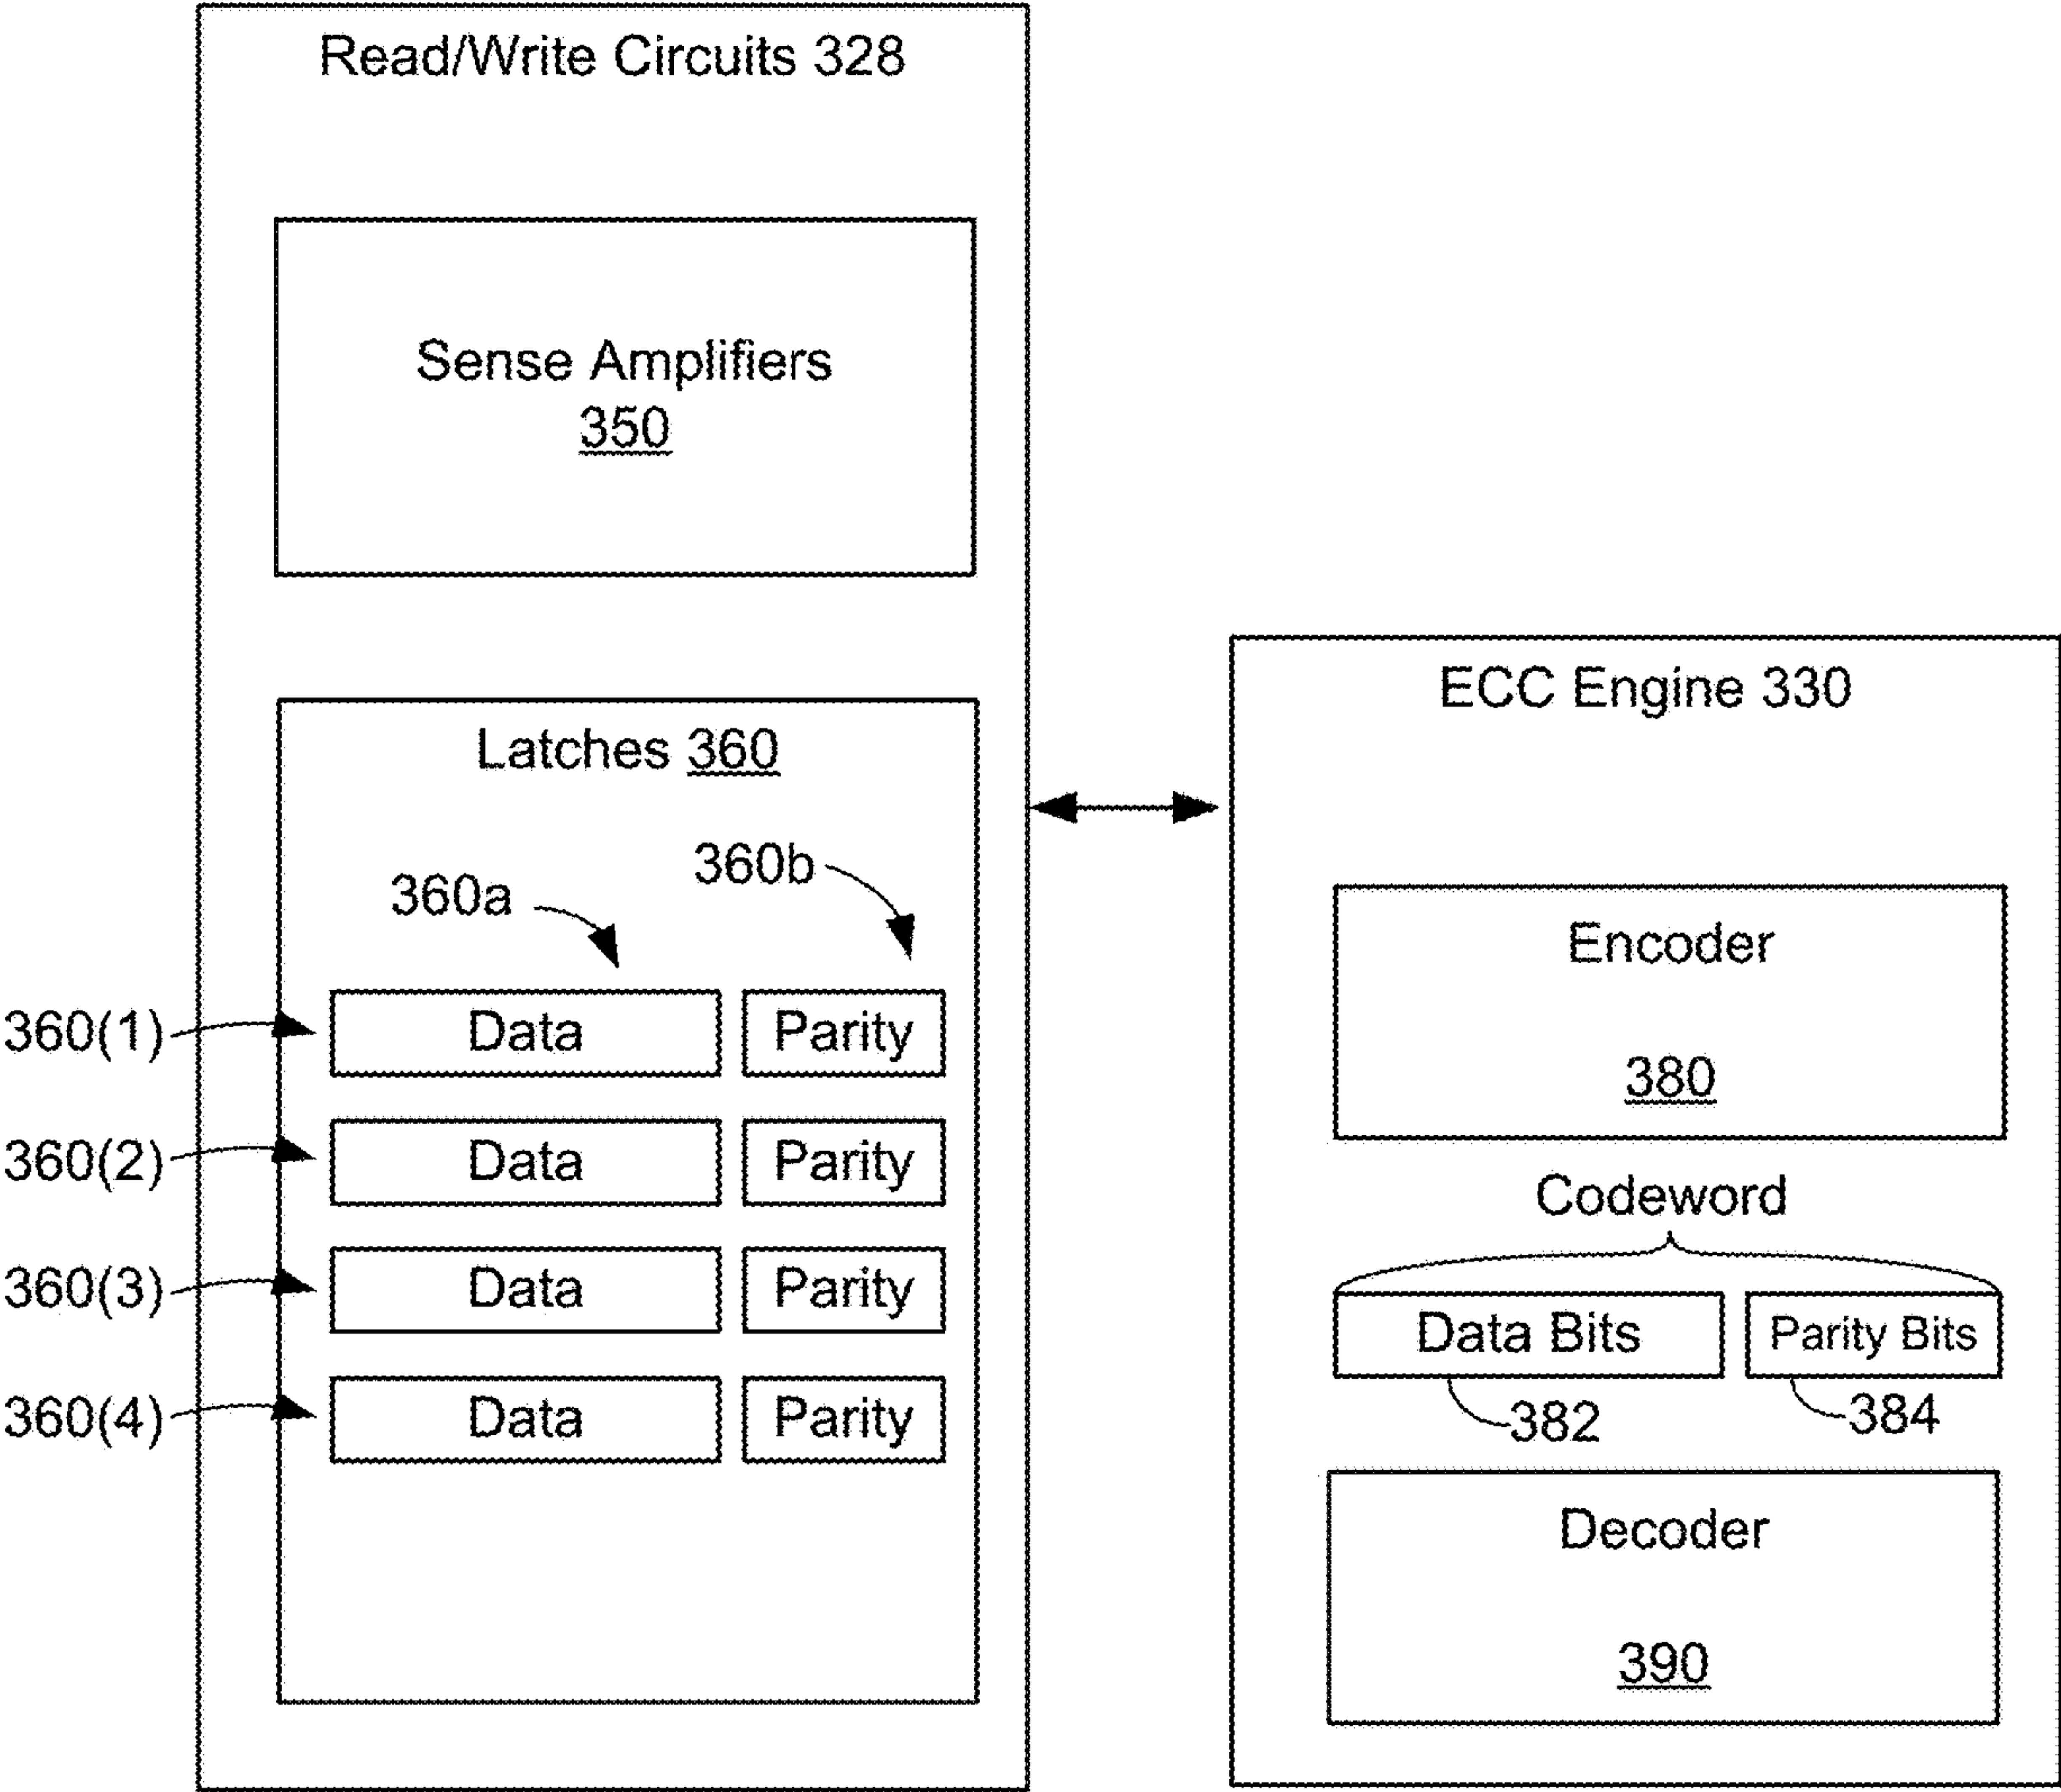 Read/Write Circuits 328
Sense Amplifiers
350
Latches 360
360a
360b
360(1)
Data
Parity
360(2)
Data
Parity
360(3)
Data
Parity
360(4)
Data
Parity
ECC Engine 330
Encoder
380
Codeword
Data Bits
Parity Bits
382
384
Decoder
390